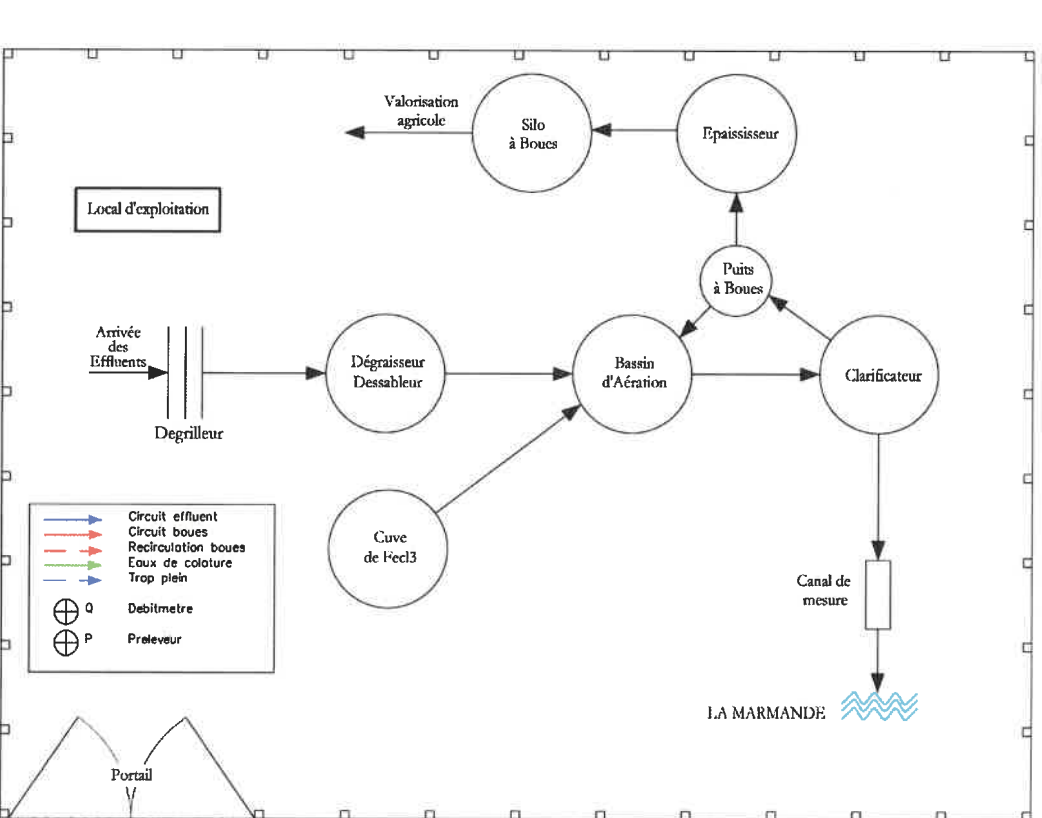 Valorisation
agricole
Silo
à Boues
Epaississeur
Local d'exploitation
Puits
à Boues
Arrivée
des
Effluents
Degrilleur
Dégraisseur
Dessableur
Bassin
d'Aération
Clarificateur
Cuve
de Fecl3
Circuit effluent
Circuit boues
Recirculation boues
Eaux de colature
Trop plein
Q Debitmetre
P Preleveur
Canal de
mesure
LA MARMANDE
Portail